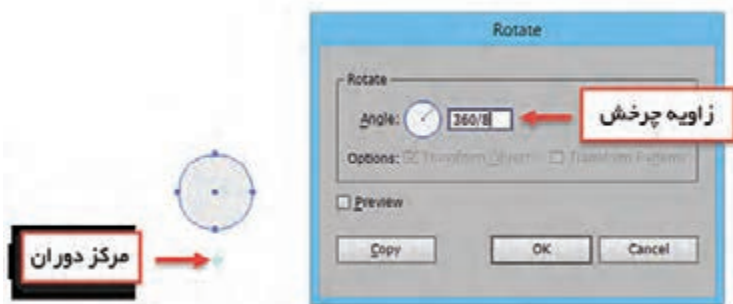 Rotate
Rotate
Angle: 360/8
زاویه چرخش
Options: Transform Objects Transform Patterns
Preview
Copy OK Cancel
مرکز دوران